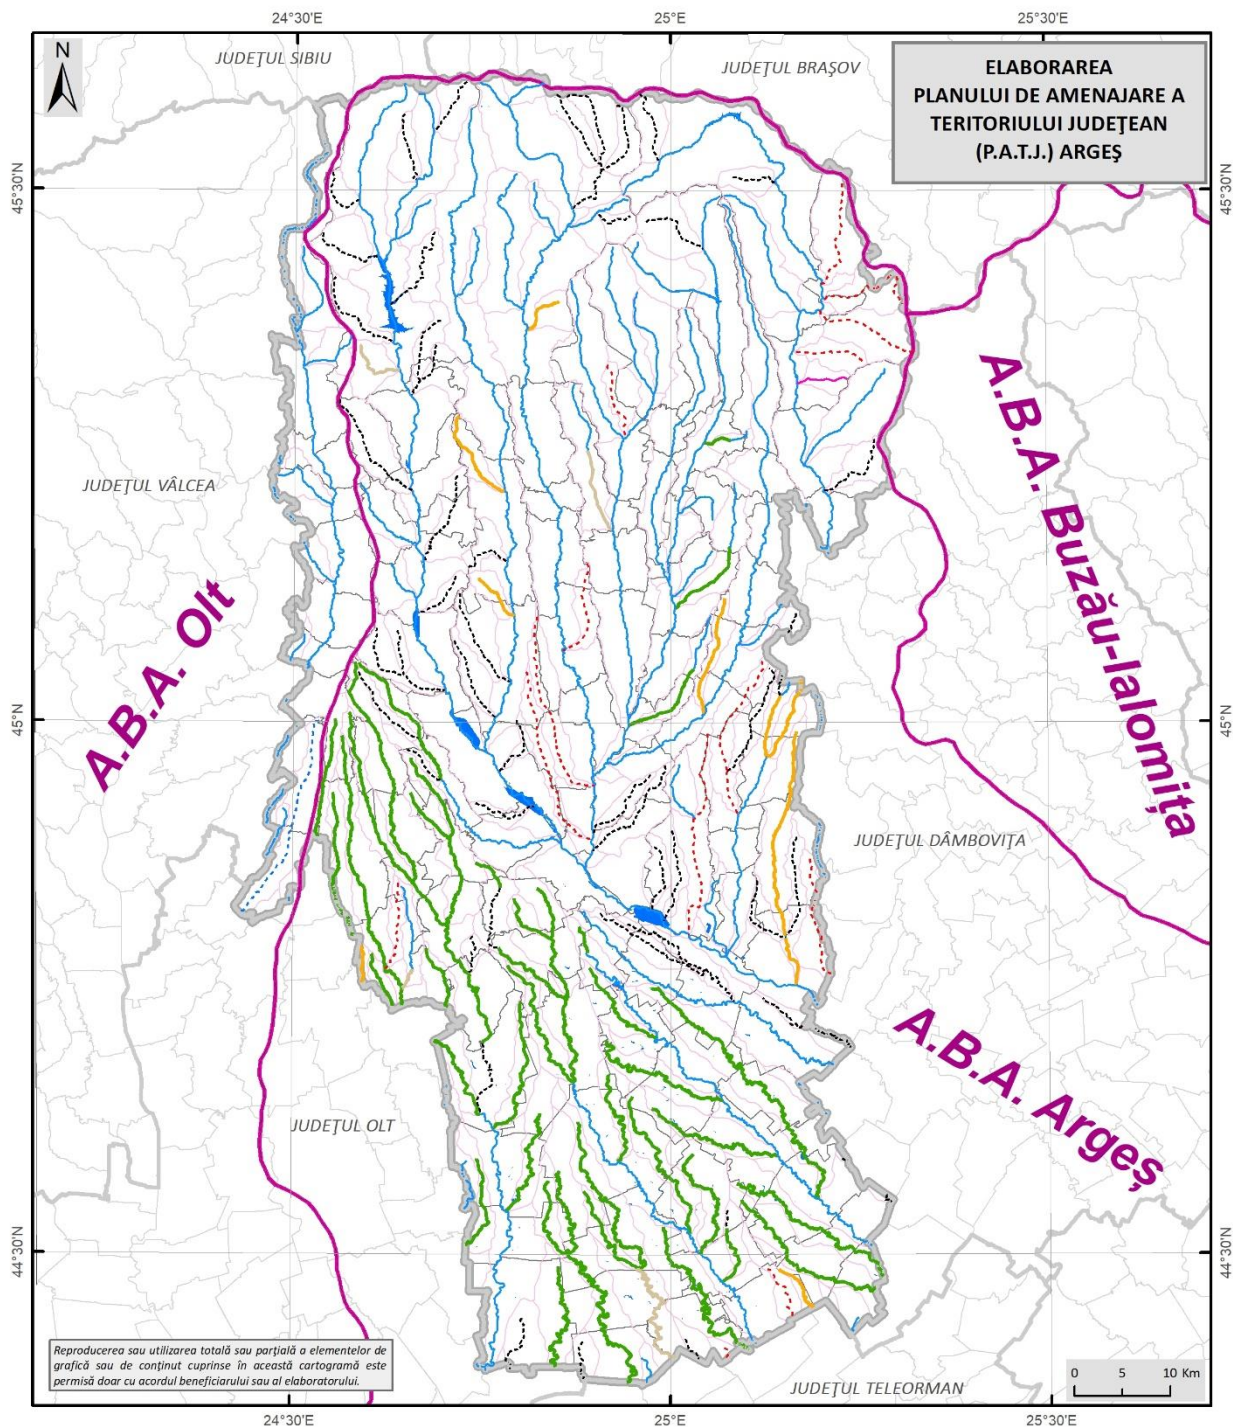 24°30'E
25°E
25°30'E
N
JUDEŢUL SIBIU
JUDEŢUL BRAŞOV
ELABORAREA
PLANULUI DE AMENAJARE A
TERITORIULUI JUDEŢEAN
(P.A.T.J.) ARGEŞ
45°30'N
45°30'N
A.B.A. Buzău-Ialomiţa
JUDEŢUL VÂLCEA
A.B.A. Olt
45°N
45°N
JUDEŢUL DÂMBOVIŢA
A.B.A. Argeş
JUDEŢUL OLT
44°30'N
44°30'N
Reproducerea sau utilizarea totală sau parţială a elementelor de
grafică sau de conţinut cuprinse în această cartogramă este
permisă doar cu acordul beneficiarului sau al elaboratorului.
0 5 10 Km
JUDEŢUL TELEORMAN
24°30'E
25°E
25°30'E